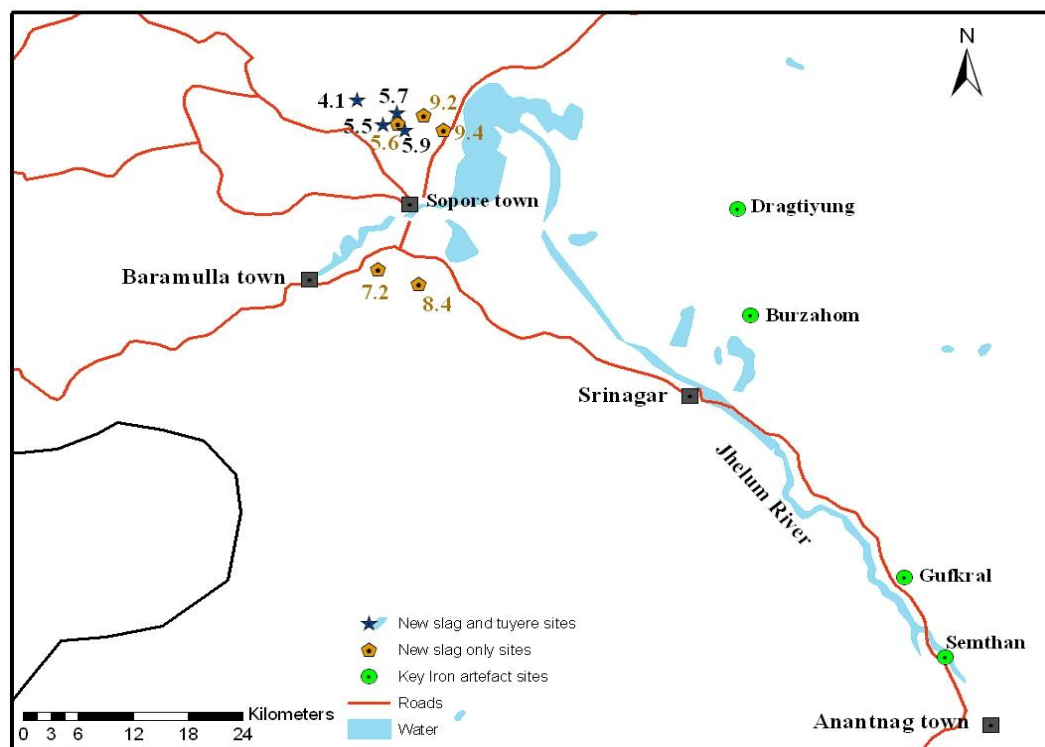 N
4.1
5.7
9.2
5.5
5.6
5.9
9.4
Sopore town
Dragtiyung
Baramulla town
7.2
8.4
Burzahom
Srinagar
Jhelum River
Gufkral
Semthan
Anantnag town
New slag and tuyere sites
New slag only sites
Key Iron artefact sites
Roads
Water
Kilometers
0 3 6 12 18 24